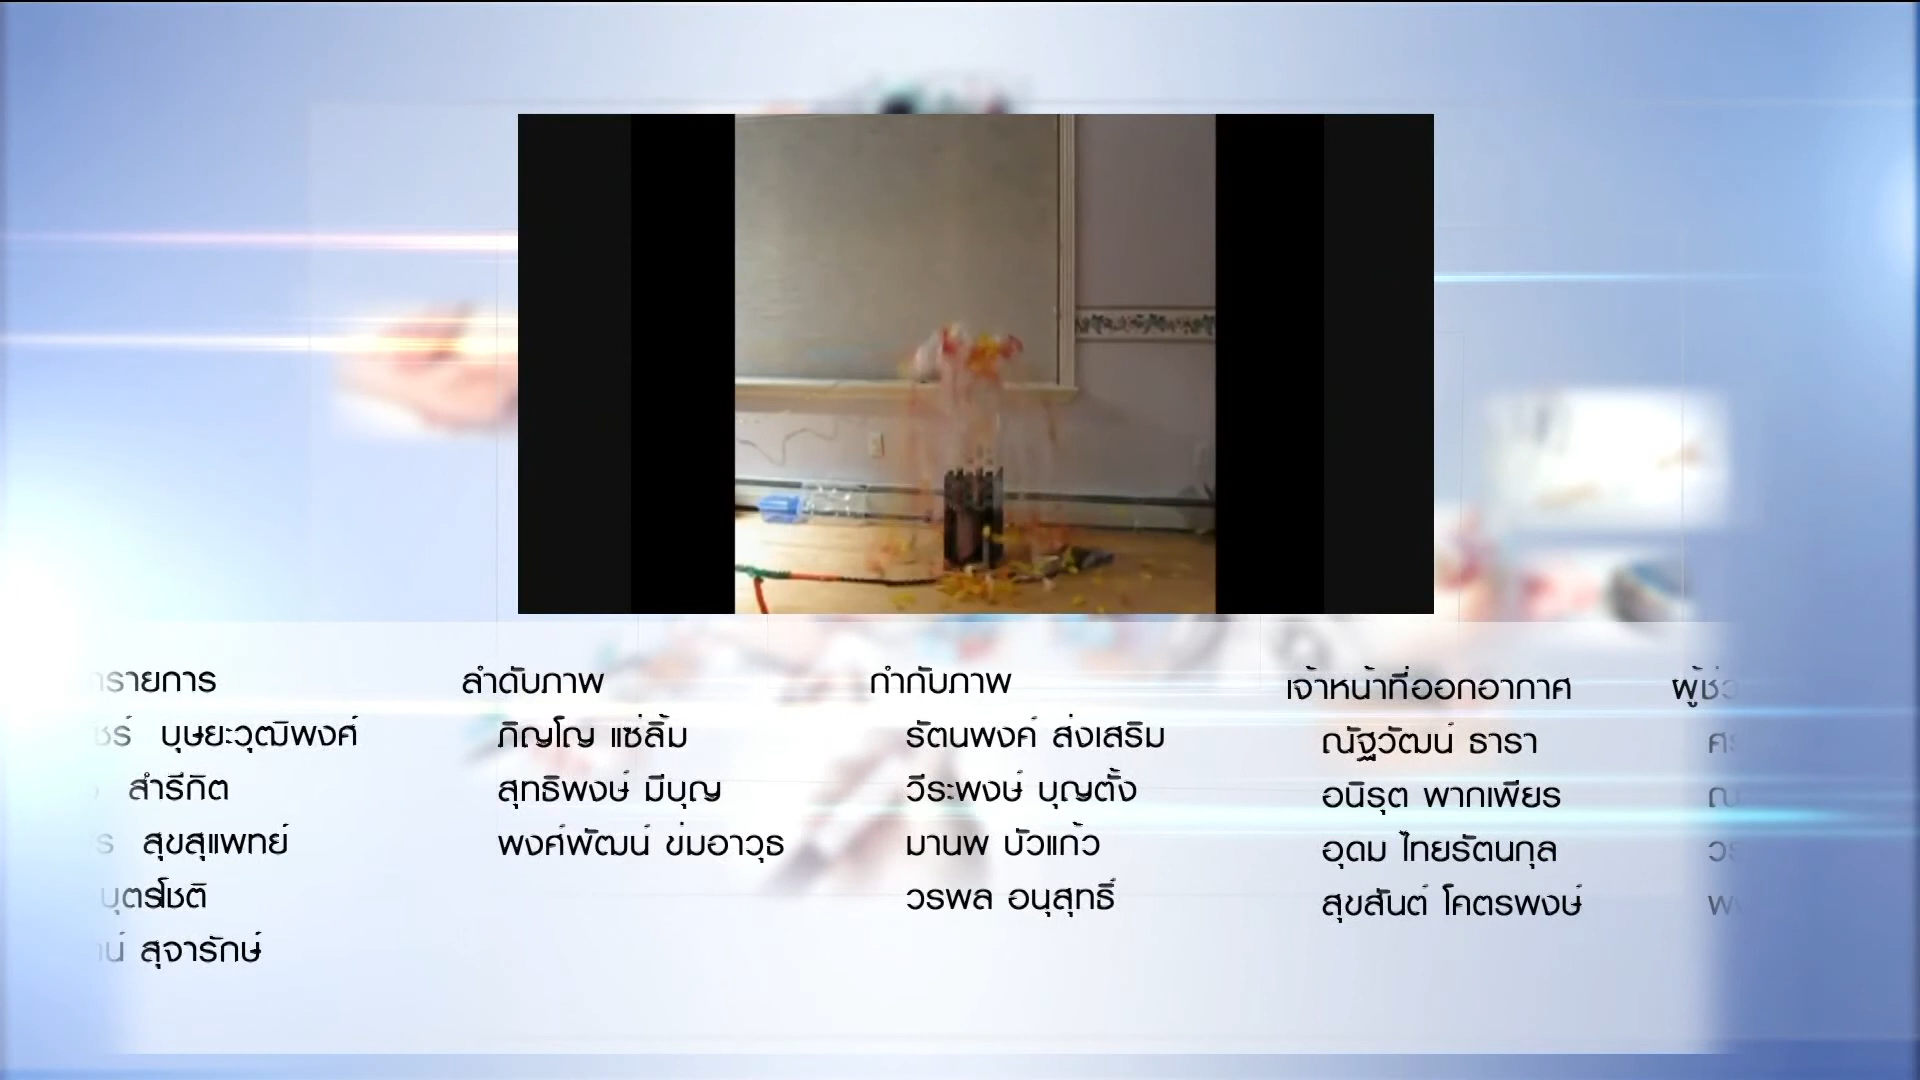 รายการ
บุษยะวุฒิพงศ์
สำรีกิต
สุขสุแพทย์
บุตรโชติ
สุจารักษ์
ลำดับภาพ
ภิญโญ แซ่ลิ้ม
สุทธิพงษ์ มีบุญ
พงศ์พัฒน์ ข่มอาวุธ
กำกับภาพ
รัตนพงค์ ส่งเสริม
วีระพงษ์ บุญตั้ง
มานพ บัวแก้ว
วรพล อนุสุทธิ์
เจ้าหน้าที่ออกอากาศ
ณัฐวัฒน์ ธารา
อนิรุต พากเพียร
อุดม ไทยรัตนกุล
สุขสันต์ โคตรพงษ์